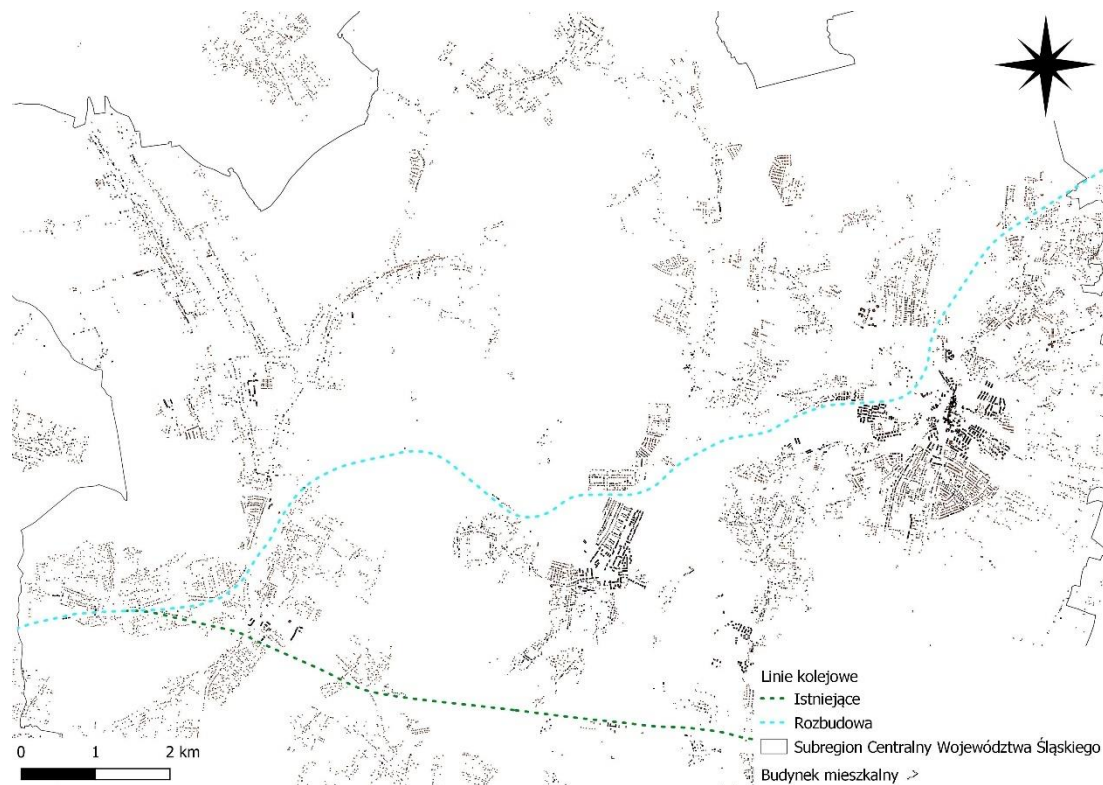 Linie kolejowe
Istniejące
Rozbudowa
Subregion Centralny Województwa Śląskiego
Budynek mieszkalny
0 1 2 km